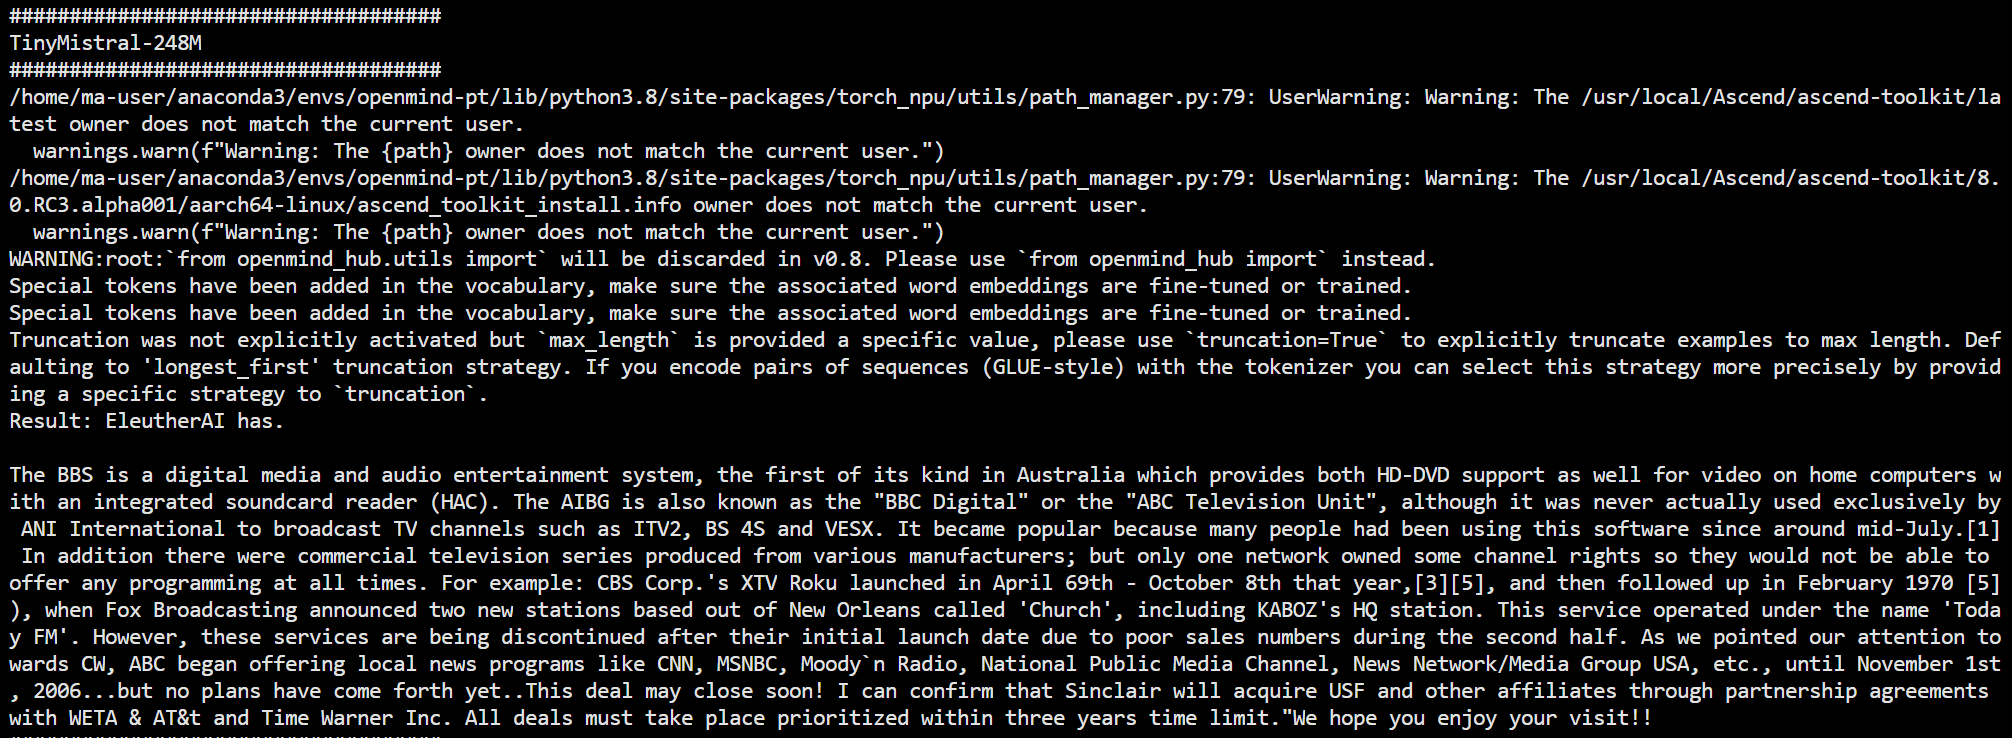 ####################################
TinyMistral-248M
####################################
/home/ma-user/anaconda3/envs/openmind-pt/lib/python3.8/site-packages/torch_npu/utils/path_manager.py:79: UserWarning: Warning: The /usr/local/Ascend/ascend-toolkit/la
test owner does not match the current user.
  warnings.warn(f"Warning: The {path} owner does not match the current user.")
/home/ma-user/anaconda3/envs/openmind-pt/lib/python3.8/site-packages/torch_npu/utils/path_manager.py:79: UserWarning: Warning: The /usr/local/Ascend/ascend-toolkit/8.
0.RC3.alpha001/aarch64-linux/ascend_toolkit_install.info owner does not match the current user.
  warnings.warn(f"Warning: The {path} owner does not match the current user.")
WARNING:root:`from openmind_hub.utils import` will be discarded in v0.8. Please use `from openmind_hub import` instead.
Special tokens have been added in the vocabulary, make sure the associated word embeddings are fine-tuned or trained.
Special tokens have been added in the vocabulary, make sure the associated word embeddings are fine-tuned or trained.
Truncation was not explicitly activated but `max_length` is provided a specific value, please use `truncation=True` to explicitly truncate examples to max length. Def
aulting to 'longest_first' truncation strategy. If you encode pairs of sequences (GLUE-style) with the tokenizer you can select this strategy more precisely by provid
ing a specific strategy to `truncation`.
Result: EleutherAI has.

The BBS is a digital media and audio entertainment system, the first of its kind in Australia which provides both HD-DVD support as well for video on home computers w
ith an integrated soundcard reader (HAC). The AIBG is also known as the "BBC Digital" or the "ABC Television Unit", although it was never actually used exclusively by
 ANI International to broadcast TV channels such as ITV2, BS 4S and VESX. It became popular because many people had been using this software since around mid-July.[1]
 In addition there were commercial television series produced from various manufacturers; but only one network owned some channel rights so they would not be able to
offer any programming at all times. For example: CBS Corp.'s XTV Roku launched in April 69th - October 8th that year,[3][5], and then followed up in February 1970 [5]
), when Fox Broadcasting announced two new stations based out of New Orleans called 'Church', including KABOZ's HQ station. This service operated under the name 'Toda
y FM'. However, these services are being discontinued after their initial launch date due to poor sales numbers during the second half. As we pointed our attention to
wards CW, ABC began offering local news programs like CNN, MSNBC, Moody`n Radio, National Public Media Channel, News Network/Media Group USA, etc., until November 1st
, 2006...but no plans have come forth yet..This deal may close soon! I can confirm that Sinclair will acquire USF and other affiliates through partnership agreements
with WETA & AT&t and Time Warner Inc. All deals must take place prioritized within three years time limit."We hope you enjoy your visit!!